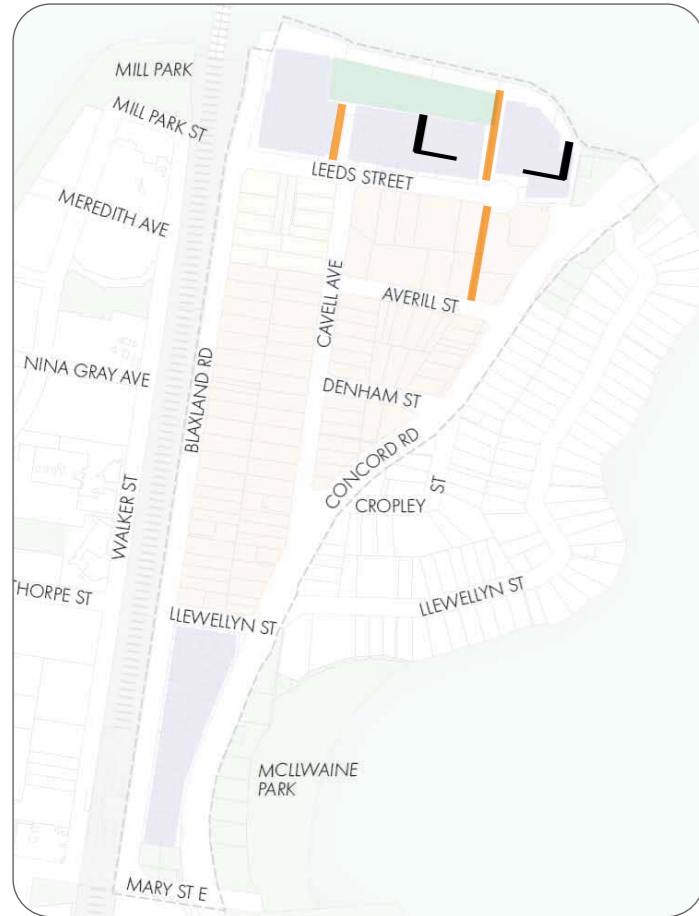 MILL PARK
MILL PARK ST
LEEDS STREET
MEREDITH AVE
CAVELL AVE
AVERILL ST
NINA GRAY AVE
BLAXLAND RD
DENHAM ST
CONCORD RD
WALKER ST
CROPLEY ST
THORPE ST
LLEWELLYN ST
LLEWELLYN ST
MCLLWAINE
PARK
MARY ST E